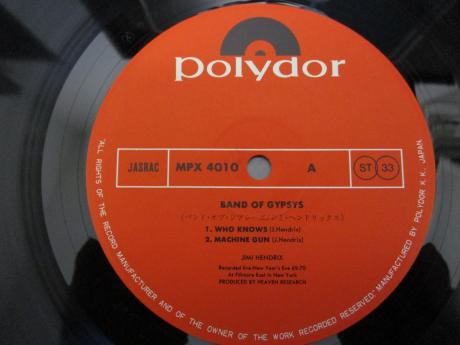 polydor
JASRAC MPX 4010 A ST 33
BAND OF GYPSYS
(バンド・オブ・ジプシーズ/ジミ・ヘンドリックス)
1. WHO KNOWS (J.Hendrix)
2. MACHINE GUN (J.Hendrix)
JIMI HENDRIX
Recorded live New Year's Eve 69-70
At Fillmore East in New York
PRODUCED BY HEAVEN RESEARCH
"ALL RIGHTS OF THE RECORD MANUFACTURER AND OF THE OWNER OF THE WORK RECORDED RESERVED." MANUFACTURED BY POLYDOR K.K., JAPAN.